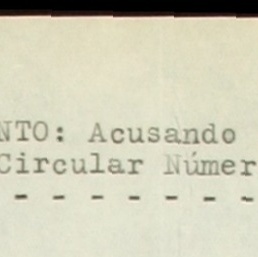 NTO: Acusando
Circular Númer
- - - - - - -